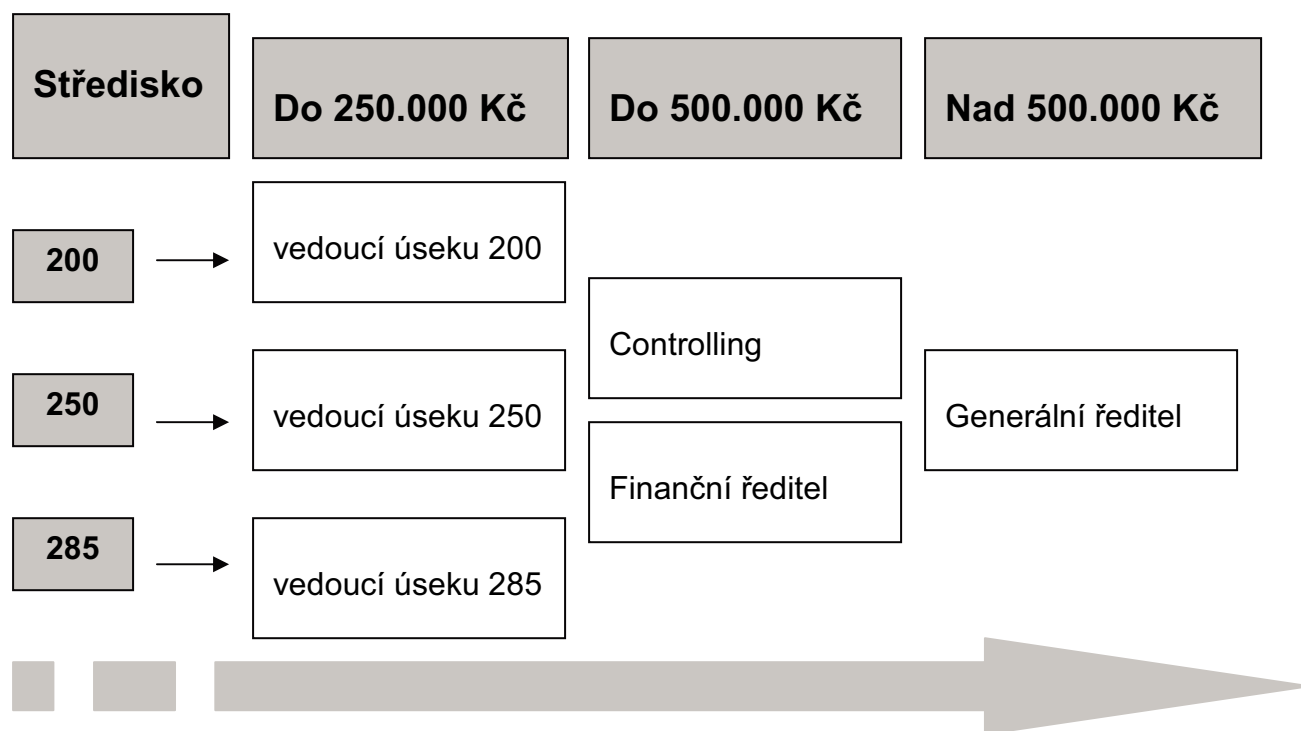 Středisko
Do 250.000 Kč
Do 500.000 Kč
Nad 500.000 Kč
200
vedoucí úseku 200
Controlling
250
vedoucí úseku 250
Generální ředitel
Finanční ředitel
285
vedoucí úseku 285